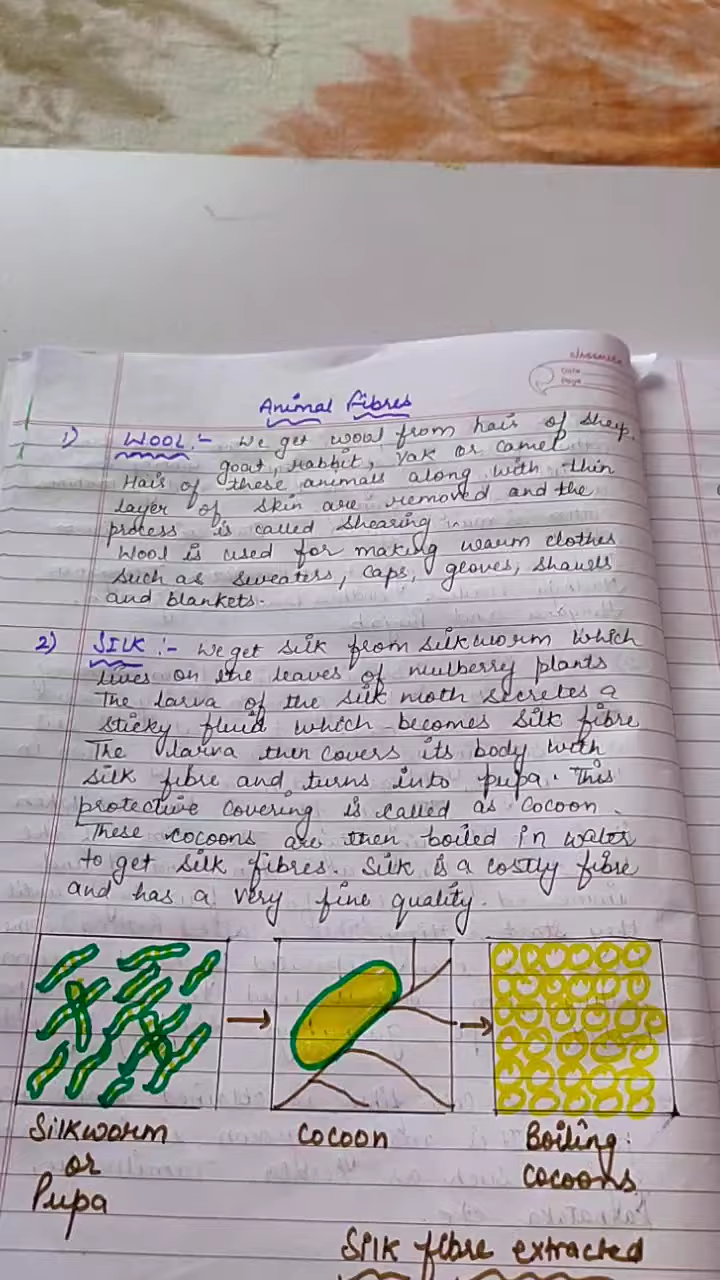 classmate
Date
Page
Animal Fibres
1) WOOL :- We get wool from hair of sheep,
goat, rabbit, yak or camel.
Hair of these animals along with thin
layer of skin are removed and the
process is called shearing
Wool is used for making warm clothes
such as sweaters, caps, gloves, shawls
and blankets.
2) SILK :- We get silk from silkworm which
lives on the leaves of mulberry plants
The larva of the silk moth secretes a
sticky fluid which becomes silk fibre
The larva then covers its body with
silk fibre and turns into pupa. This
protective covering is called as cocoon.
These cocoons are then boiled in water
to get silk fibres. Silk is a costly fibre
and has a very fine quality.
Silkworm
or
Pupa
Cocoon
Boiling
cocoons
SPlK fibre extracted